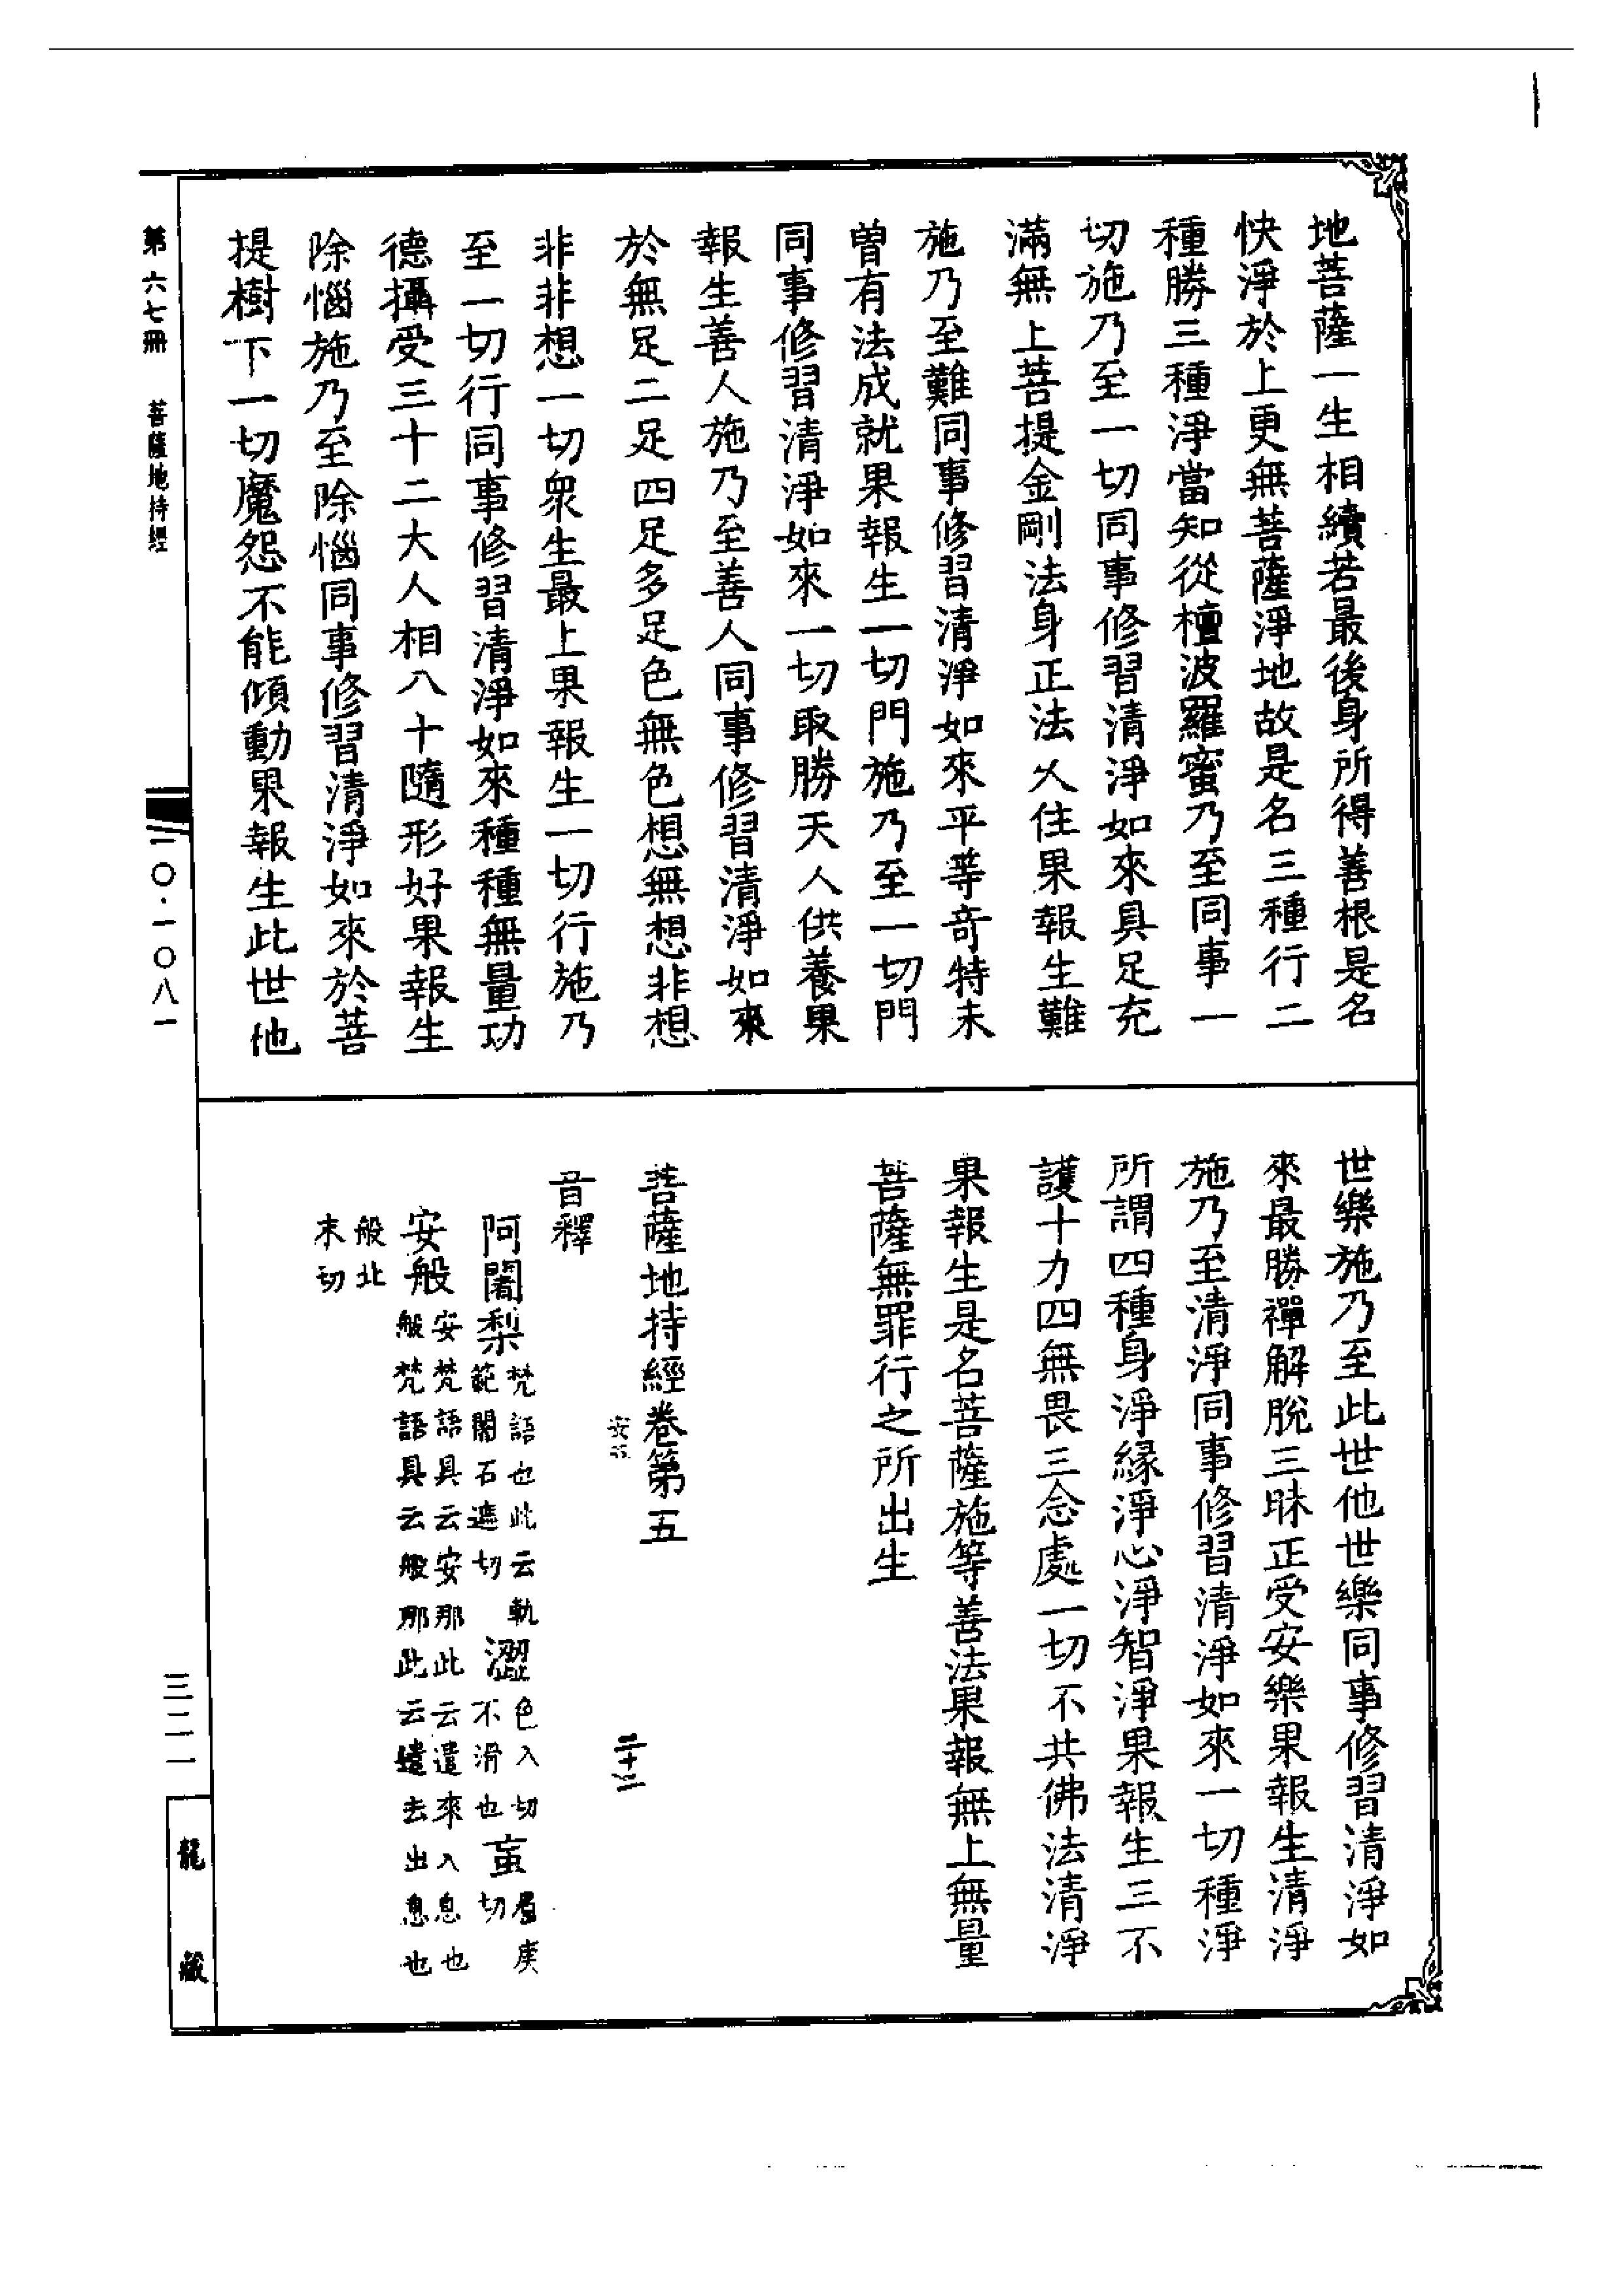 地菩薩一生相續若最後身所得善根是名
快淨於上更無菩薩淨地故是名三種行二
種勝三種淨當知從檀波羅蜜乃至同事一
切施乃至一切同事修習清淨如來具足充
滿無上菩提金剛法身正法久住果報生難
施乃至難同事修習清淨如來平等奇特未
曽有法成就果報生一切門施乃至一切門
同事修習清淨如來一切取勝天人供養果
報生善人施乃至善人同事修習清淨如來
於無足二足四足多足色無色想無想非想
非非想一切衆生最上果報生一切行施乃
至一切行同事修習清淨如來種種無量功
德攝受三十二大人相八十隨形好果報生
除惱施乃至除惱同事修習清淨如來於菩
提樹下一切魔怨不能傾動果報生此世他
世樂施乃至此世他世樂同事修習清淨如
來最勝禪解脫三昧正受安樂果報生清淨
施乃至清淨同事修習清淨如來一切種淨
所謂四種身淨緣淨心淨智淨果報生三不
護十力四無畏三念處一切不共佛法清淨
果報生是名菩薩施等善法果報無上無量
菩薩無罪行之所出生
菩薩地持經卷第五
安 二十二
音釋
阿闍梨梵語也此云軌範闍石遮切 澀色入切不滑也 䖟眉庚切
安般安梵語具云安那此云遣來入息也般梵語具云般那此云遣去出息也
般北末切
第六七冊 菩薩地持經 一〇·一〇八一 三二一 龍藏